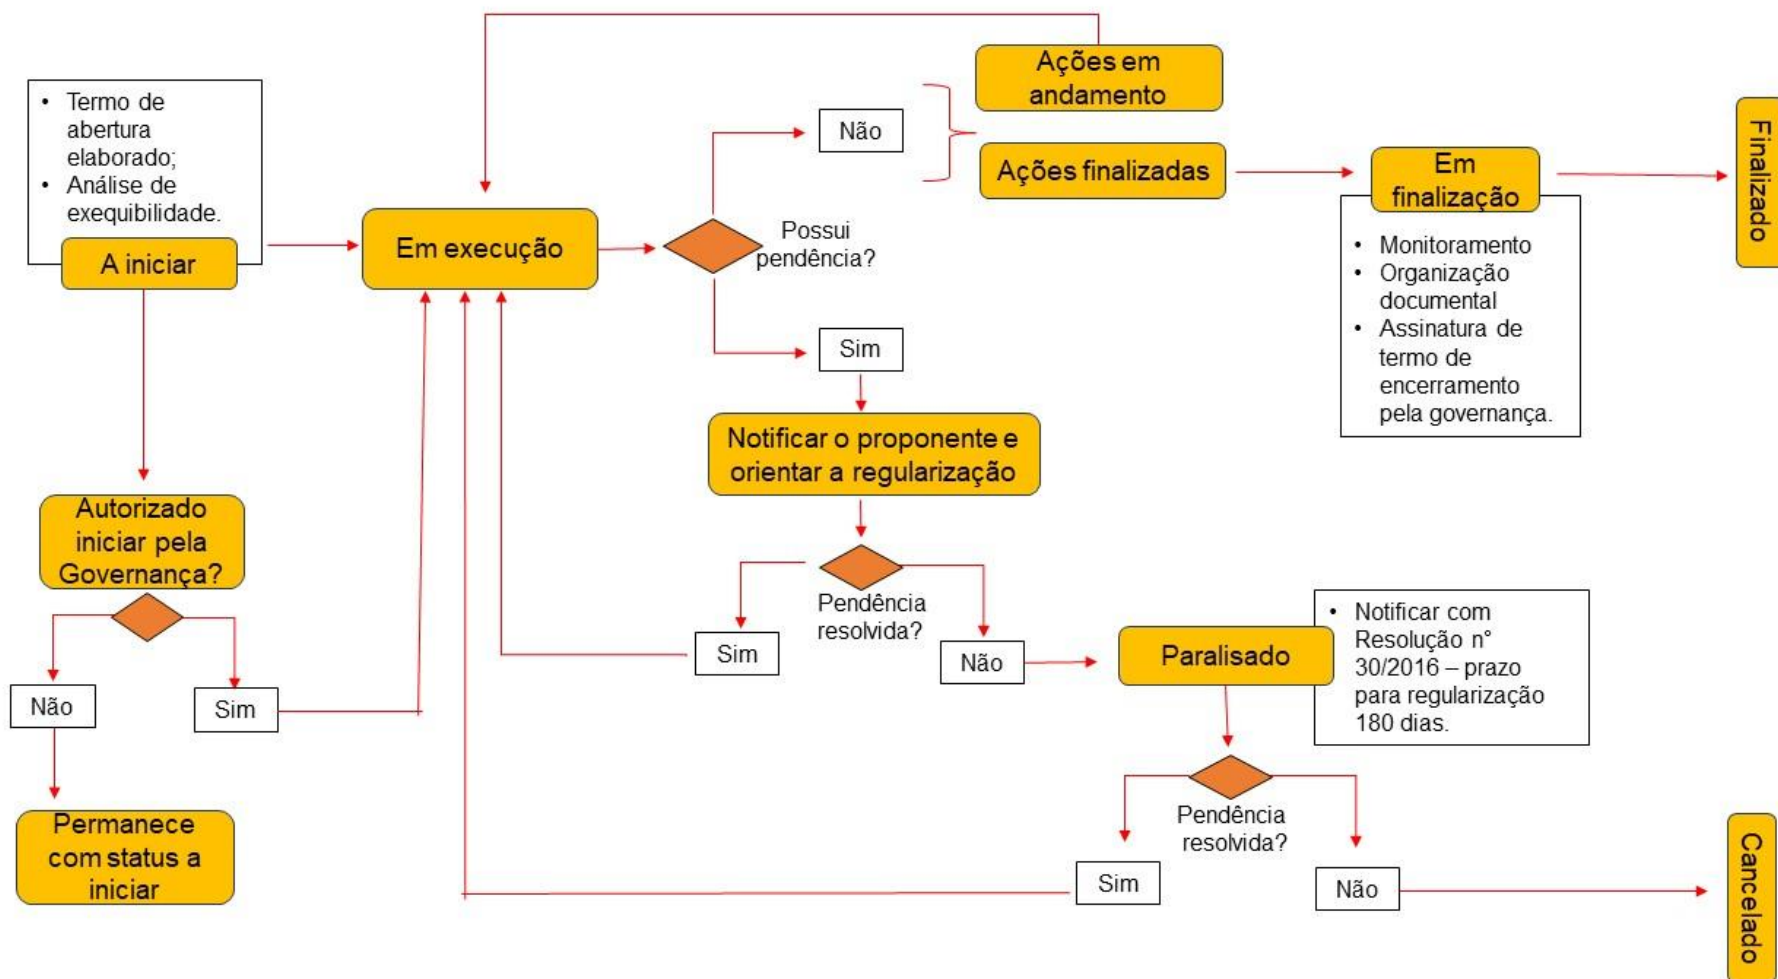 • Termo de
abertura
elaborado;
• Análise de
exequibilidade.
A iniciar
Autorizado
iniciar pela
Governança?
Não
Sim
Permanece
com status a
iniciar
Em execução
Possui
pendência?
Não
Ações em
andamento
Ações finalizadas
Em
finalização
• Monitoramento
• Organização
documental
• Assinatura de
termo de
encerramento
pela governança.
Finalizado
Sim
Notificar o proponente e
orientar a regularização
Pendência
resolvida?
Sim
Não
Paralisado
• Notificar com
Resolução n°
30/2016 – prazo
para regularização
180 dias.
Pendência
resolvida?
Sim
Não
Cancelado